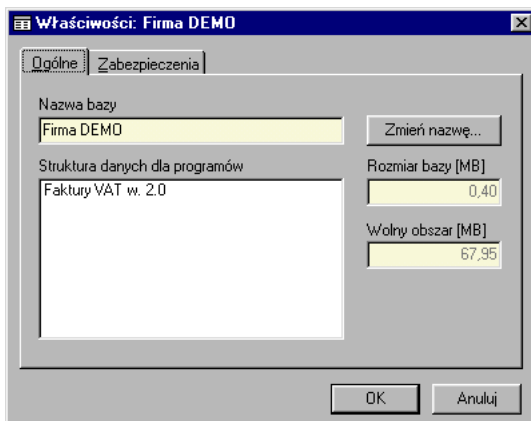 Właściwości: Firma DEMO
Ogólne Zabezpieczenia
Nazwa bazy
Firma DEMO
Zmień nazwę...
Struktura danych dla programów
Faktury VAT w. 2.0
Rozmiar bazy [MB]
0,40
Wolny obszar [MB]
67,95
OK Anuluj